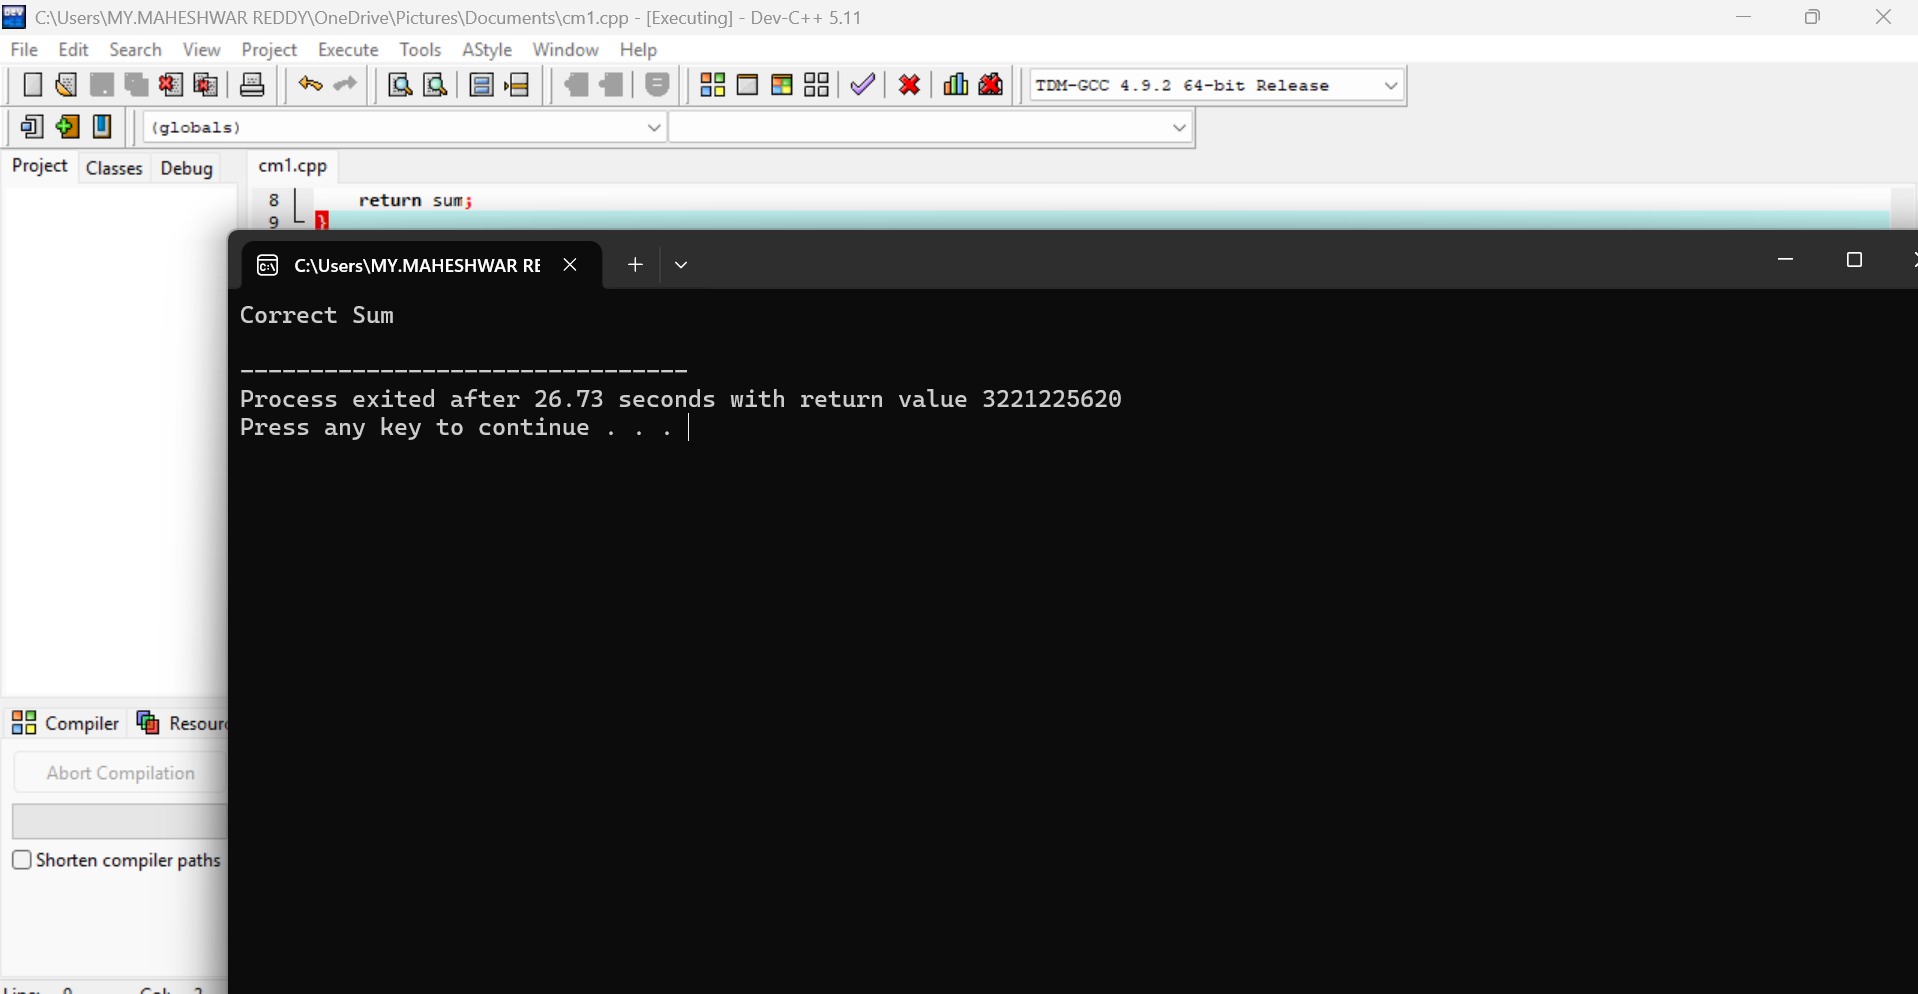 C:\Users\MY.MAHESHWAR REDDY\OneDrive\Pictures\Documents\cm1.cpp - [Executing] - Dev-C++ 5.11
File Edit Search View Project Execute Tools AStyle Window Help
TDM-GCC 4.9.2 64-bit Release
(globals)
Project Classes Debug cm1.cpp
8 return sum;
9 }
C:\Users\MY.MAHESHWAR RE
Correct Sum
--------------------------------
Process exited after 26.73 seconds with return value 3221225620
Press any key to continue . . .
Compiler
Abort Compilation
Shorten compiler paths